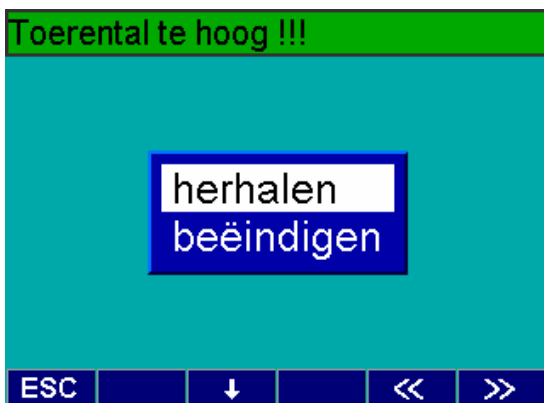 Toerental te hoog !!!
herhalen
beëindigen
ESC ↓ << >>